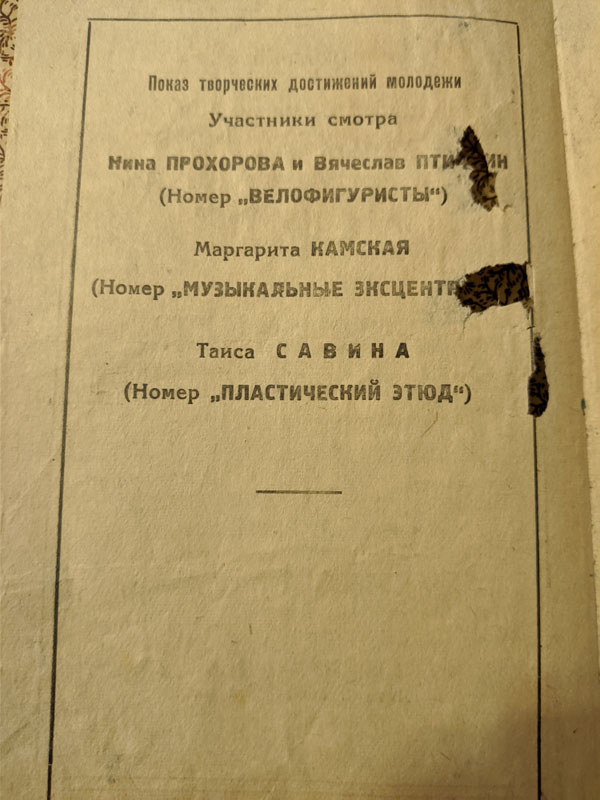 Показ творческих достижений молодежи
Участники смотра
Нина ПРОХОРОВА и Вячеслав
(Номер „ВЕЛОФИГУРИСТЫ“)
Маргарита КАМСКАЯ
(Номер „МУЗЫКАЛЬНЫЕ
Таиса САВИНА
(Номер „ПЛАСТИЧЕСКИЙ ЭТЮД“)